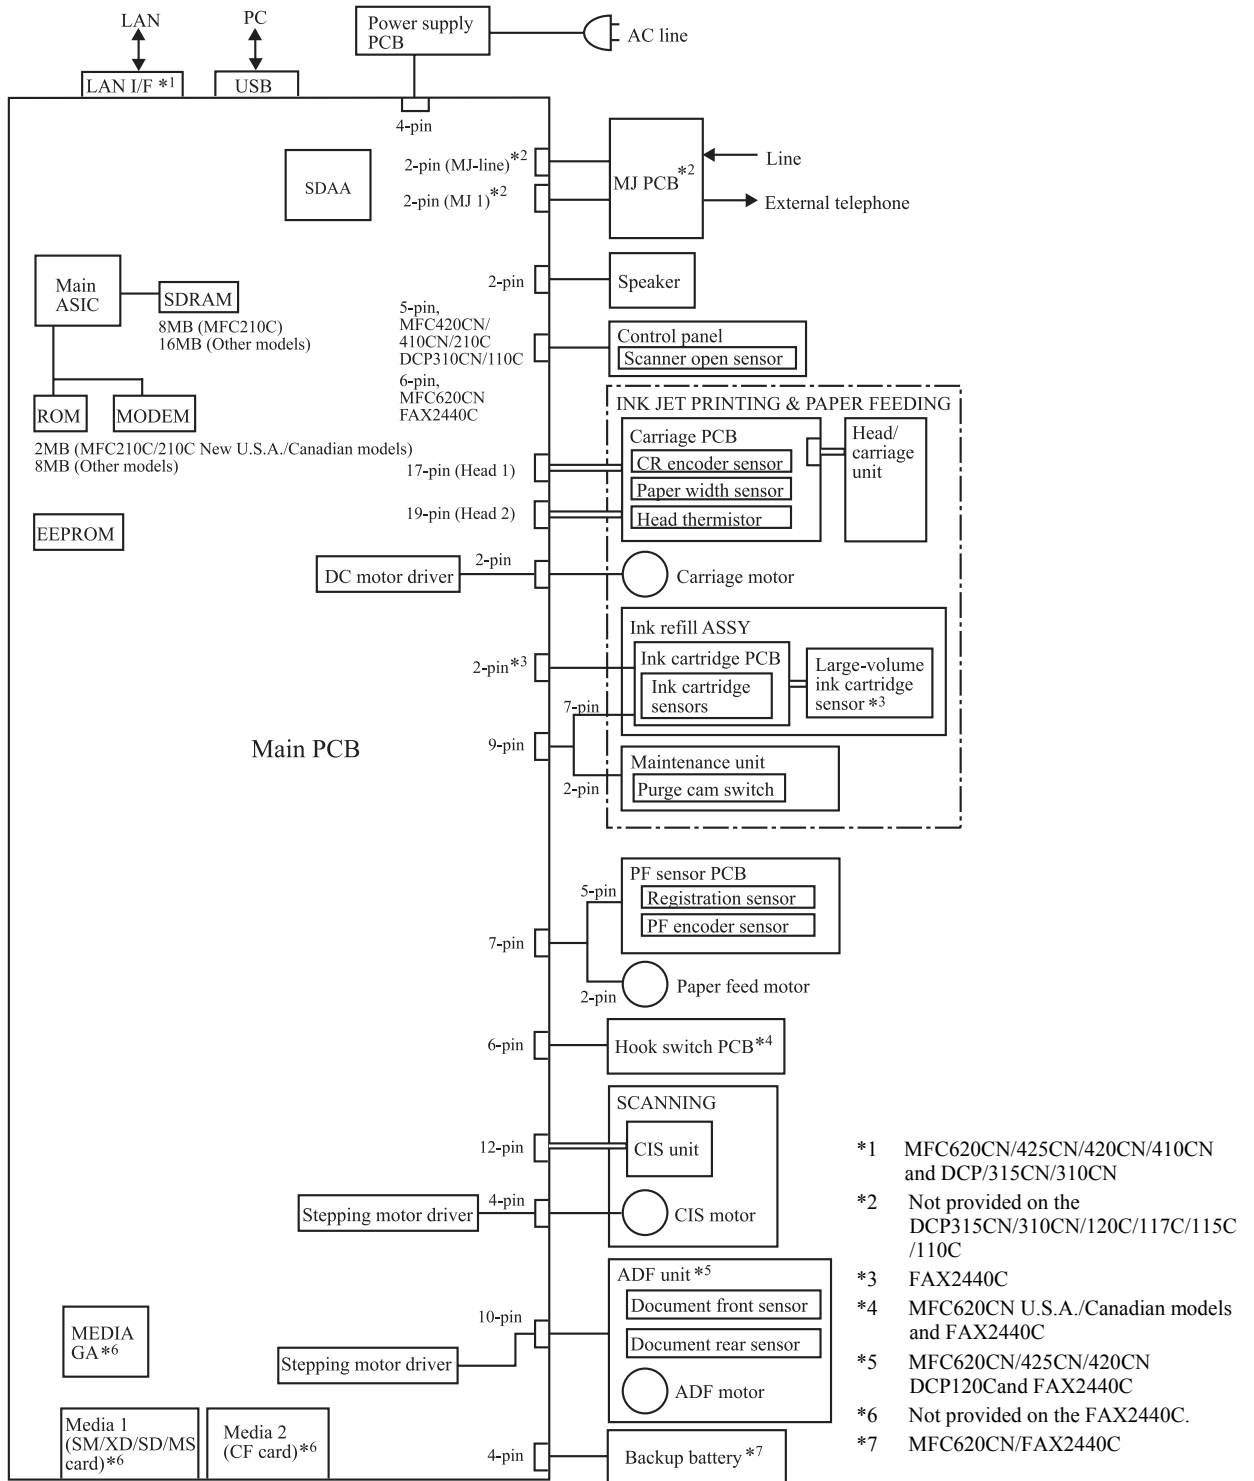 LAN
PC
Power supply
PCB
AC line
LAN I/F *1
USB
4-pin
SDAA
2-pin (MJ-line)*2
2-pin (MJ 1)*2
MJ PCB*2
Line
External telephone
2-pin
Speaker
Main
ASIC
SDRAM
8MB (MFC210C)
16MB (Other models)
5-pin,
MFC420CN/
410CN/210C
DCP310CN/110C
6-pin,
MFC620CN
FAX2440C
Control panel
Scanner open sensor
ROM
MODEM
2MB (MFC210C/210C New U.S.A./Canadian models)
8MB (Other models)
INK JET PRINTING & PAPER FEEDING
Carriage PCB
CR encoder sensor
Paper width sensor
Head thermistor
Head/
carriage
unit
17-pin (Head 1)
19-pin (Head 2)
EEPROM
DC motor driver
2-pin
Carriage motor
Ink refill ASSY
2-pin*3
Ink cartridge PCB
Ink cartridge
sensors
Large-volume
ink cartridge
sensor *3
7-pin
Main PCB
9-pin
2-pin
Maintenance unit
Purge cam switch
PF sensor PCB
Registration sensor
PF encoder sensor
5-pin
7-pin
2-pin
Paper feed motor
6-pin
Hook switch PCB*4
SCANNING
12-pin
CIS unit
Stepping motor driver
4-pin
CIS motor
ADF unit *5
Document front sensor
Document rear sensor
ADF motor
10-pin
Stepping motor driver
MEDIA
GA*6
Media 1
(SM/XD/SD/MS
card)*6
Media 2
(CF card)*6
4-pin
Backup battery*7
*1 MFC620CN/425CN/420CN/410CN
and DCP/315CN/310CN
*2 Not provided on the
DCP315CN/310CN/120C/117C/115C
/110C
*3 FAX2440C
*4 MFC620CN U.S.A./Canadian models
and FAX2440C
*5 MFC620CN/425CN/420CN
DCP120Cand FAX2440C
*6 Not provided on the FAX2440C.
*7 MFC620CN/FAX2440C